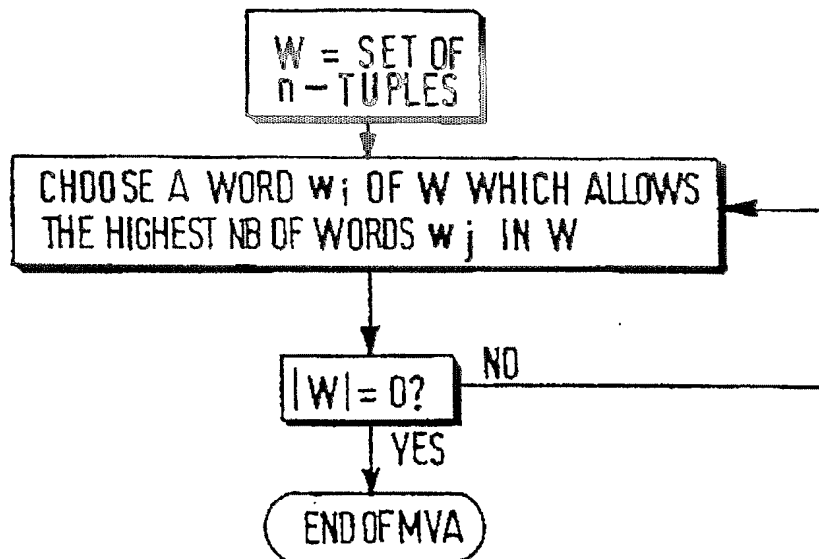 W = SET OF
n - TUPLES
CHOOSE A WORD wi OF W WHICH ALLOWS
THE HIGHEST NB OF WORDS wj IN W
|W| = 0?
NO
YES
END OF MVA